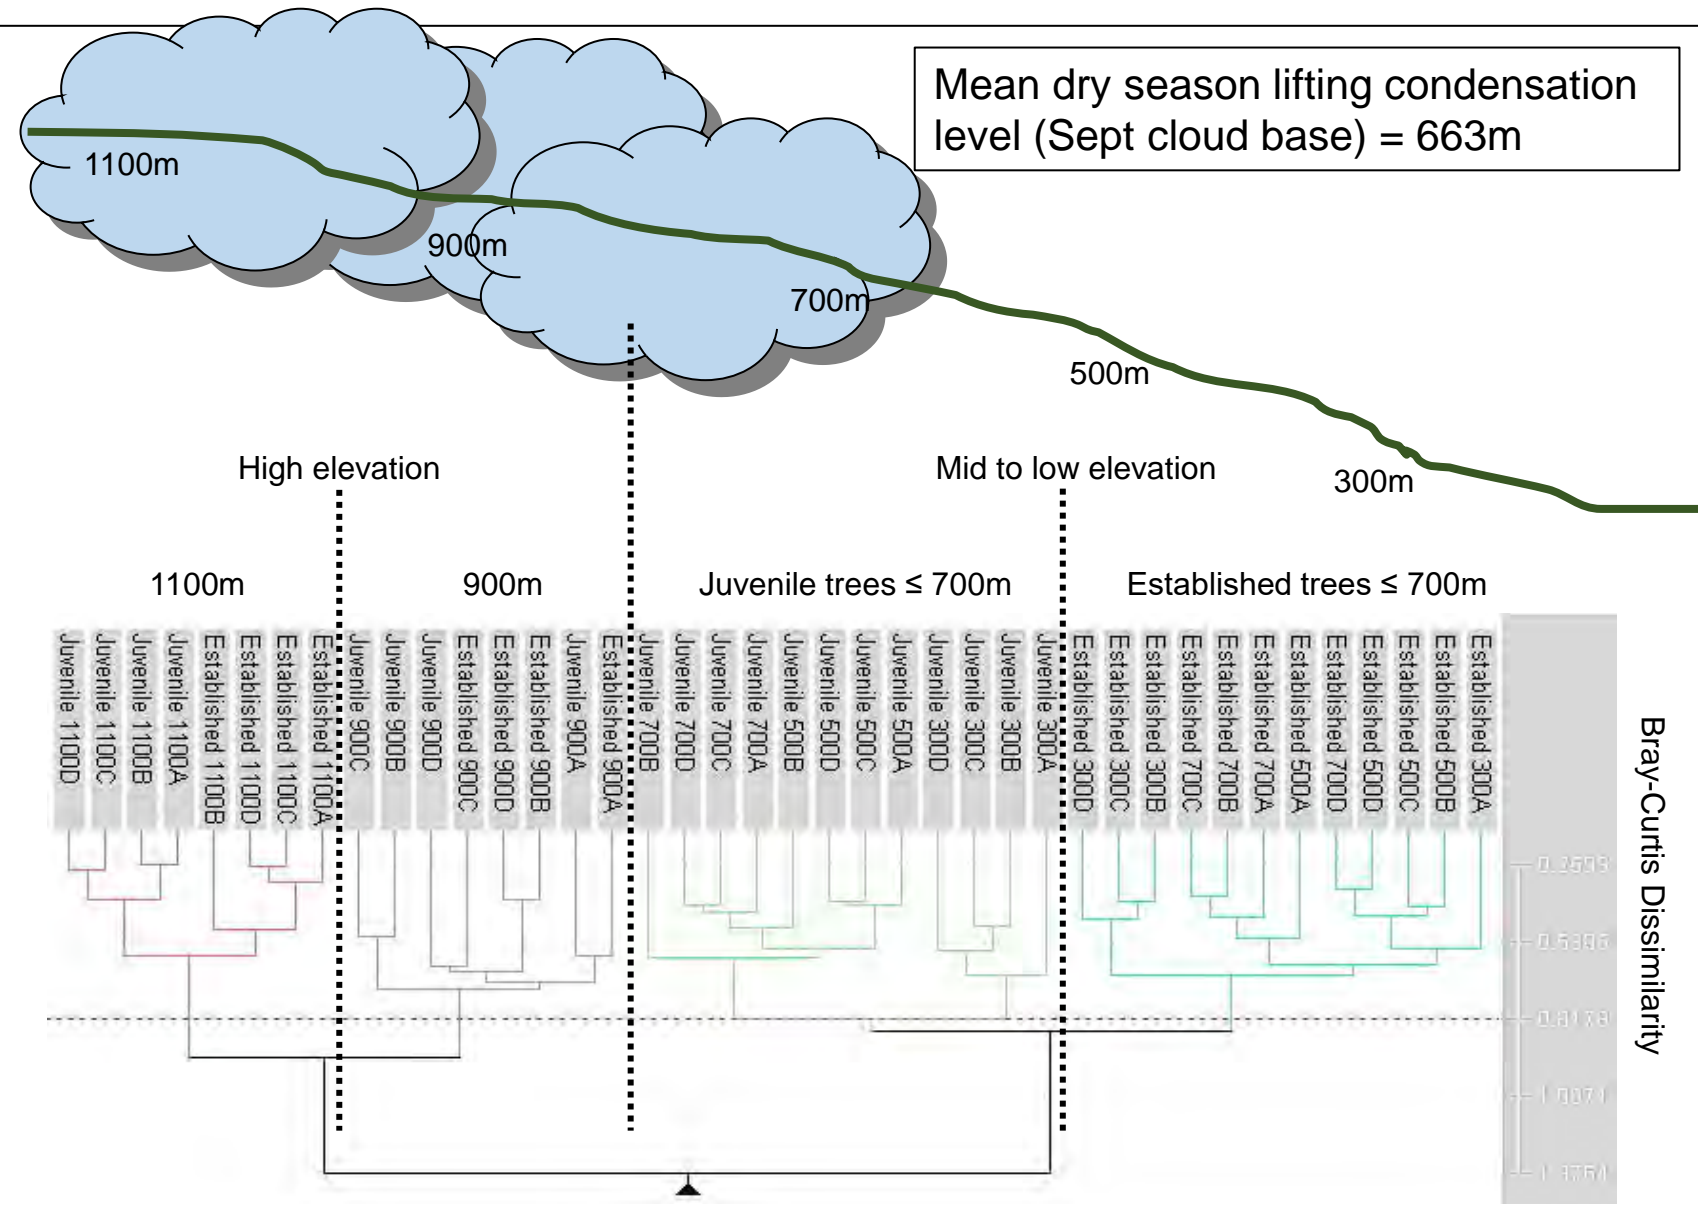 Mean dry season lifting condensation
level (Sept cloud base) = 663m
1100m
900m
700m
500m
300m
High elevation
Mid to low elevation
1100m
900m
Juvenile trees ≤ 700m
Established trees ≤ 700m
Juvenile 1100D
Juvenile 1100C
Juvenile 1100B
Juvenile 1100A
Established 1100B
Established 1100D
Established 1100C
Established 1100A
Juvenile 900C
Juvenile 900B
Juvenile 900D
Established 900C
Established 900D
Established 900B
Juvenile 900A
Established 900A
Juvenile 700B
Juvenile 700D
Juvenile 700C
Juvenile 700A
Juvenile 500B
Juvenile 500D
Juvenile 500C
Juvenile 500A
Juvenile 300D
Juvenile 300C
Juvenile 300B
Juvenile 300A
Established 300D
Established 300C
Established 300B
Established 700C
Established 700B
Established 700A
Established 500A
Established 700D
Established 500D
Established 500C
Established 500B
Established 300A
Bray-Curtis Dissimilarity